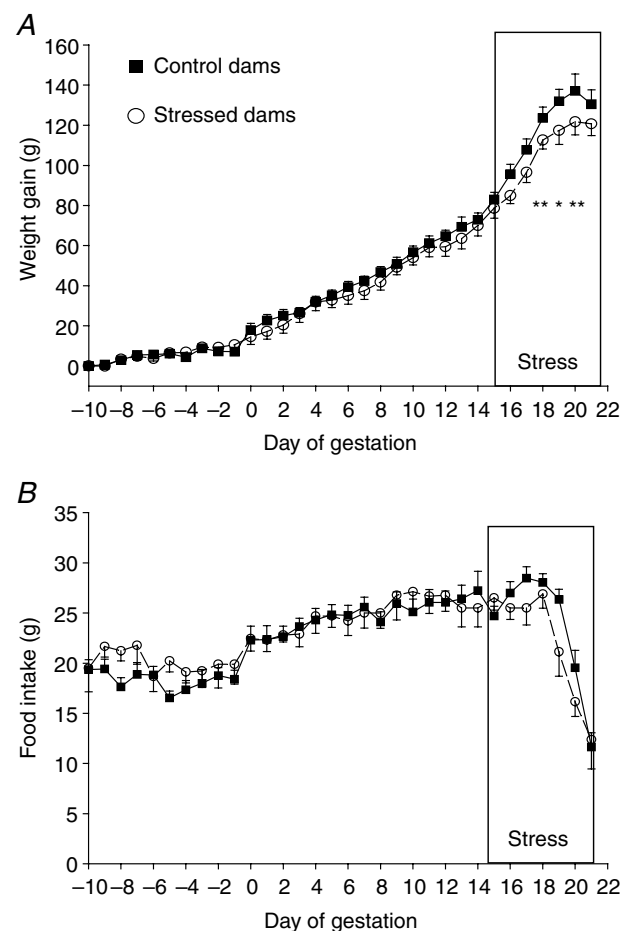 A
160
140
120
100
80
60
40
20
0
Weight gain (g)
Control dams
Stressed dams
** * **
Stress
−10 −8 −6 −4 −2 0 2 4 6 8 10 12 14 16 18 20 22
Day of gestation
B
35
30
25
20
15
10
5
0
Food intake (g)
Stress
−10 −8 −6 −4 −2 0 2 4 6 8 10 12 14 16 18 20 22
Day of gestation